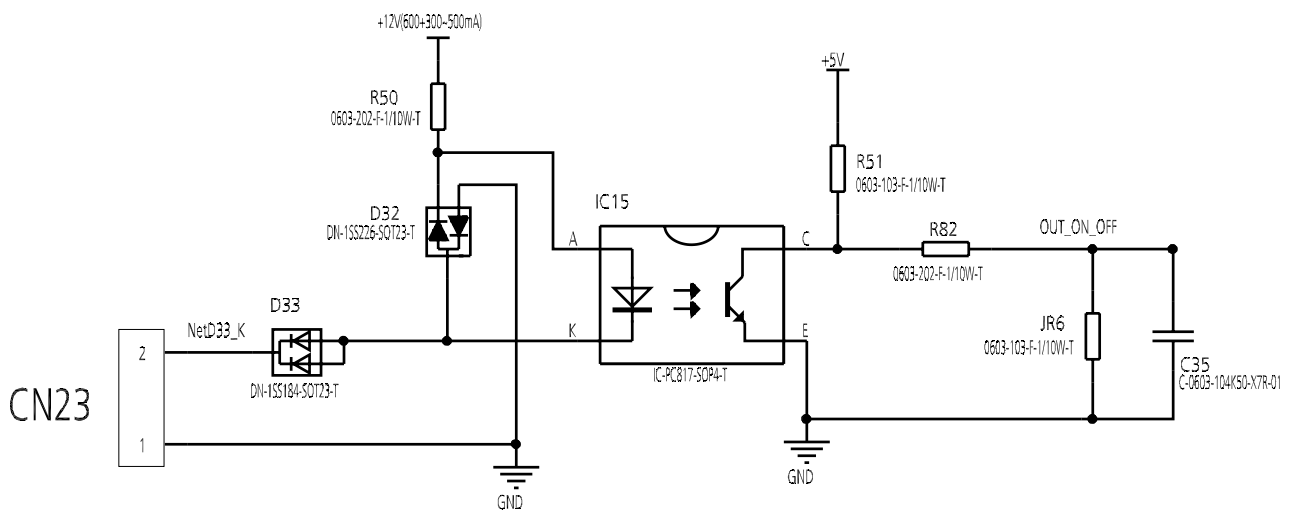 +12V(600+300~500mA)
R50
0603-202-F-1/10W-T
+5V
R51
0603-103-F-1/10W-T
IC15
D32
DN-1SS226-SOT23-T
A
C
R82
OUT_ON_OFF
0603-202-F-1/10W-T
D33
NetD33_K
K
E
JR6
0603-103-F-1/10W-T
2
DN-1SS184-SOT23-T
IC-PC817-SOP4-T
C35
C-0603-104K50-X7R-01
CN23
1
GND
GND